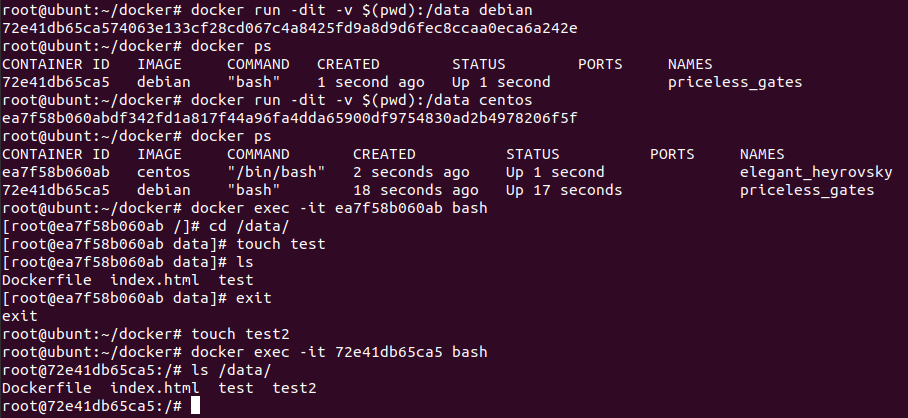 root@ubunt:~/docker# docker run -dit -v $(pwd):/data debian
72e41db65ca574063e133cf28cd067c4a8425fd9a8d9d6fec8ccaa0eca6a242e
root@ubunt:~/docker# docker ps
CONTAINER ID   IMAGE     COMMAND   CREATED         STATUS         PORTS     NAMES
72e41db65ca5   debian    "bash"    1 second ago   Up 1 second             priceless_gates
root@ubunt:~/docker# docker run -dit -v $(pwd):/data centos
ea7f58b060abdf342fd1a817f44a96fa4dda65900df9754830ad2b4978206f5f
root@ubunt:~/docker# docker ps
CONTAINER ID   IMAGE     COMMAND       CREATED          STATUS          PORTS     NAMES
ea7f58b060ab   centos    "/bin/bash"   2 seconds ago    Up 1 second               elegant_heyrovsky
72e41db65ca5   debian    "bash"        18 seconds ago   Up 17 seconds             priceless_gates
root@ubunt:~/docker# docker exec -it ea7f58b060ab bash
[root@ea7f58b060ab /]# cd /data/
[root@ea7f58b060ab data]# touch test
[root@ea7f58b060ab data]# ls
Dockerfile  index.html  test
[root@ea7f58b060ab data]# exit
exit
root@ubunt:~/docker# touch test2
root@ubunt:~/docker# docker exec -it 72e41db65ca5 bash
root@72e41db65ca5:/# ls /data/
Dockerfile  index.html  test  test2
root@72e41db65ca5:/#